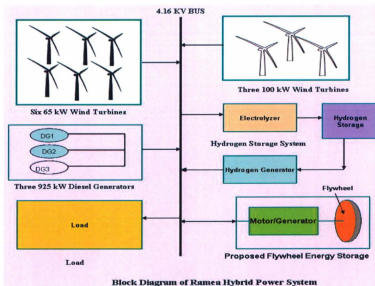 4.16 KV BUS
Six 65 kW Wind Turbines
Three 100 kW Wind Turbines
Electrolyzer
Hydrogen Storage
Hydrogen Storage System
Hydrogen Generator
DG1
DG2
DG3
Three 925 kW Diesel Generators
Flywheel
Motor/Generator
Proposed Flywheel Energy Storage
Load
Load
Block Diagram of Ramea Hybrid Power System